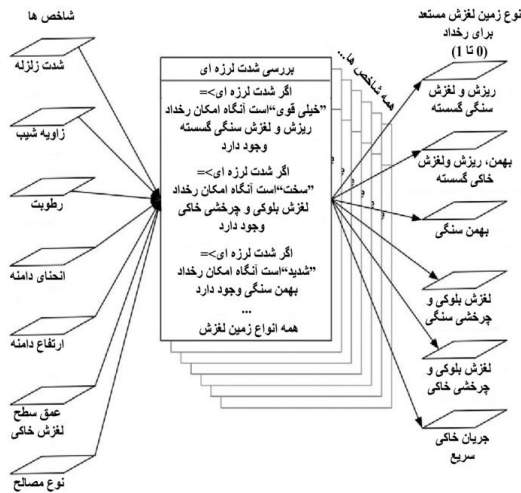 شاخص ها
شدت زلزله
زاویه شیب
رطوبت
انحنای دامنه
ارتفاع دامنه
عمق سطح
لغزش خاکی
نوع مصالح
همه شاخص ها...
بررسی شدت لرزه ای
اگر شدت لرزه ای=>
”خیلی قوی“است آنگاه امکان رخداد
ریزش و لغزش سنگی گسسته
وجود دارد
اگر شدت لرزه ای=>
”سخت“است آنگاه امکان رخداد
لغزش بلوکی و چرخشی خاکی
وجود دارد
اگر شدت لرزه ای=>
”شدید“است آنگاه امکان رخداد
بهمن سنگی وجود دارد
...
همه انواع زمین لغزش
نوع زمین لغزش مستعد
برای رخداد
(0 تا 1)
ریزش و لغزش
سنگی گسسته
بهمن، ریزش ولغزش
خاکی گسسته
بهمن سنگی
لغزش بلوکی و
چرخشی سنگی
لغزش بلوکی و
چرخشی خاکی
جریان خاکی
سریع